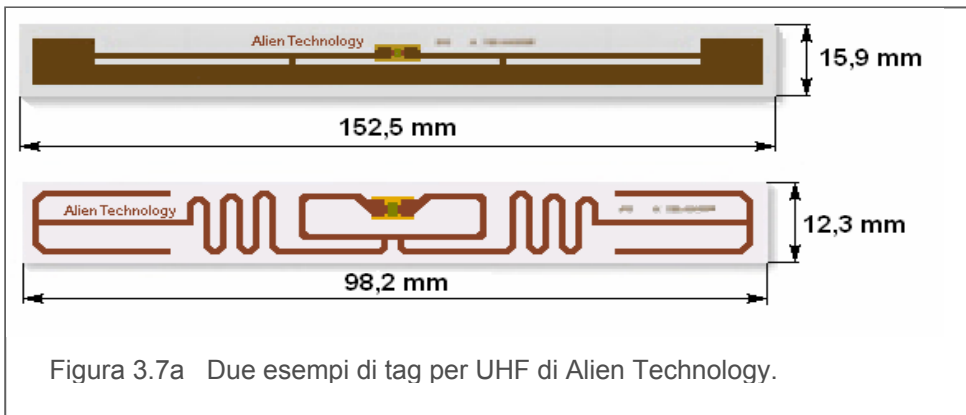 Alien Technology
15,9 mm
152,5 mm
Alien Technology
12,3 mm
98,2 mm
Figura 3.7a Due esempi di tag per UHF di Alien Technology.